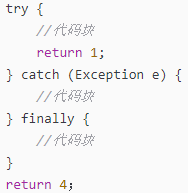 try {
    //代码块
    return 1;
} catch (Exception e) {
    //代码块
} finally {
    //代码块
}
return 4;